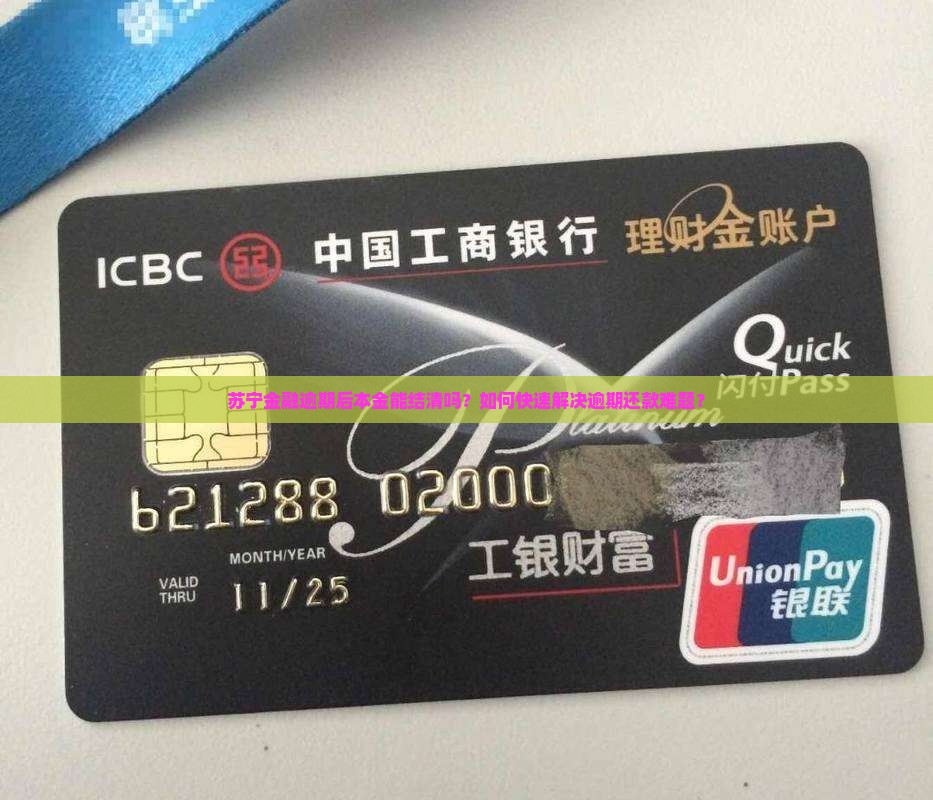 ICBC 中国工商银行 理财金账户
Quick
闪付Pass
苏宁金融逾期后本金能结清吗？如何快速解决逾期还款难题？
Platinum
621288 02000
MONTH/YEAR
VALID
THRU
11/25
工银财富
UnionPay
银联